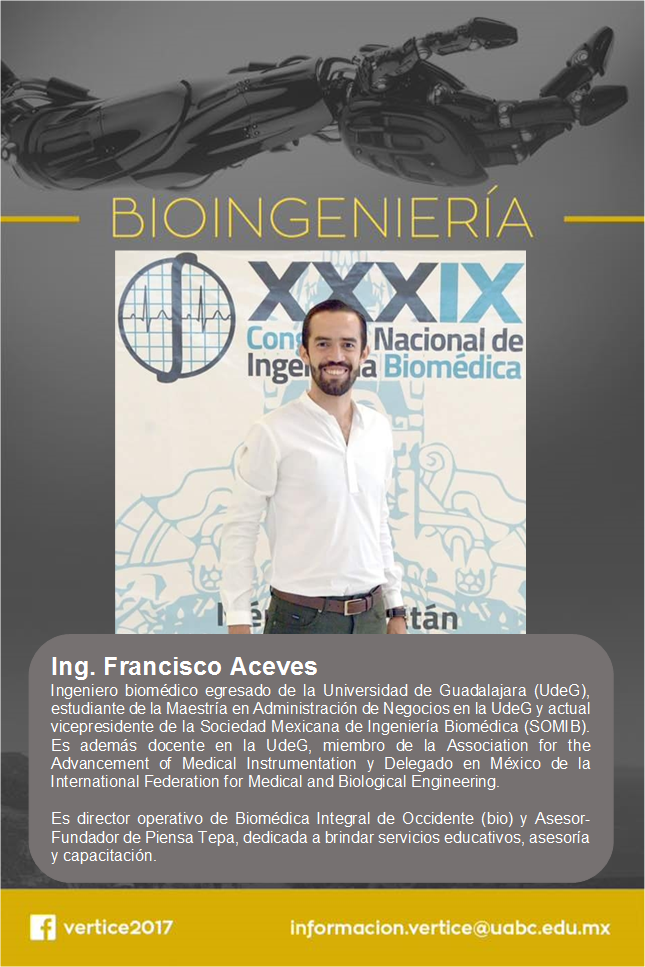 BIOINGENIERÍA
XXXIX
Nacional de
Biomédica
Ing. Francisco Aceves
Ingeniero biomédico egresado de la Universidad de Guadalajara (UdeG),
estudiante de la Maestría en Administración de Negocios en la UdeG y actual
vicepresidente de la Sociedad Mexicana de Ingeniería Biomédica (SOMIB).
Es además docente en la UdeG, miembro de la Association for the
Advancement of Medical Instrumentation y Delegado en México de la
International Federation for Medical and Biological Engineering.
Es director operativo de Biomédica Integral de Occidente (bio) y Asesor-
Fundador de Piensa Tepa, dedicada a brindar servicios educativos, asesoría
y capacitación.
vertice2017
informacion.vertice@uabc.edu.mx